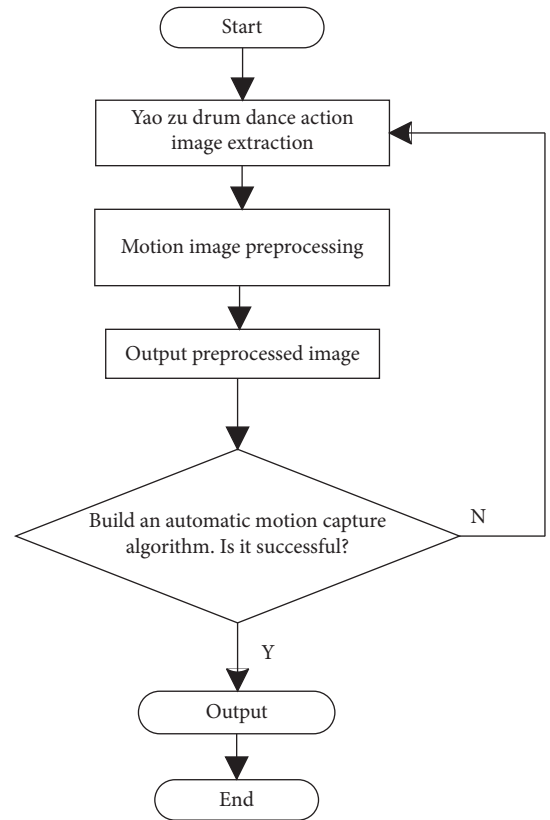 Start
Yao zu drum dance action
image extraction
Motion image preprocessing
Output preprocessed image
Build an automatic motion capture
algorithm. Is it successful?
N
Y
Output
End